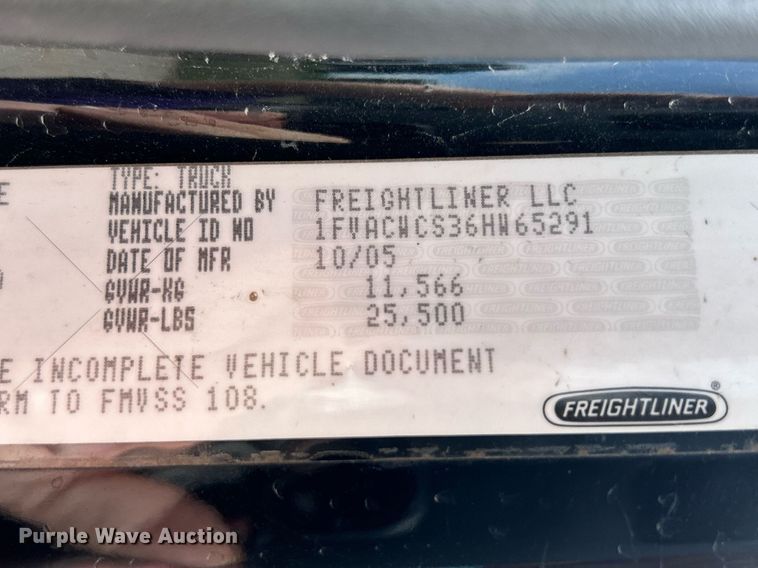 TYPE: TRUCK
MANUFACTURED BY FREIGHTLINER LLC
VEHICLE ID NO 1FVACWCS36HW65291
DATE OF MFR 10/05
GVWR-KG 11,566
GVWR-LBS 25,500
E INCOMPLETE VEHICLE DOCUMENT
RM TO FMVSS 108.
FREIGHTLINER®
Purple Wave Auction